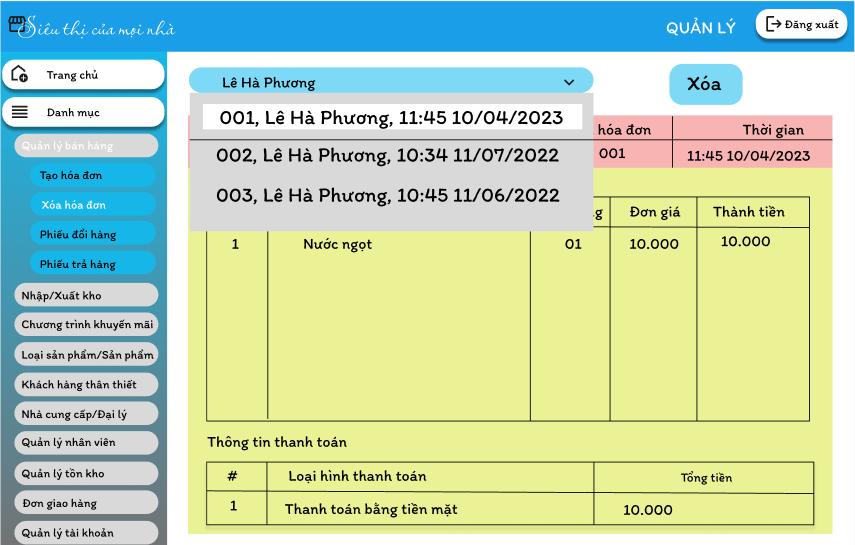 Siêu thị của mọi nhà
QUẢN LÝ
Đăng xuất
Trang chủ
Danh mục
Quản lý bán hàng
Tạo hóa đơn
Xóa hóa đơn
Phiếu đổi hàng
Phiếu trả hàng
Nhập/Xuất kho
Chương trình khuyến mãi
Loại sản phẩm/Sản phẩm
Khách hàng thân thiết
Nhà cung cấp/Đại lý
Quản lý nhân viên
Quản lý tồn kho
Đơn giao hàng
Quản lý tài khoản
Lê Hà Phương
Xóa
001, Lê Hà Phương, 11:45 10/04/2023
002, Lê Hà Phương, 10:34 11/07/2022
003, Lê Hà Phương, 10:45 11/06/2022
hóa đơn Thời gian
001 11:45 10/04/2023
g Đơn giá Thành tiền
1 Nước ngọt 01 10.000 10.000
Thông tin thanh toán
# Loại hình thanh toán Tổng tiền
1 Thanh toán bằng tiền mặt 10.000